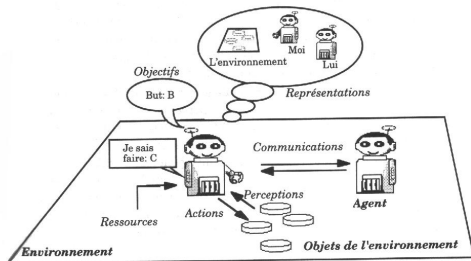 Moi
L'environnement
Lui
Objectifs
Représentations
But: B
Communications
Je sais
faire: C
Perceptions
Agent
Ressources
Actions
Objets de l'environnement
Environnement